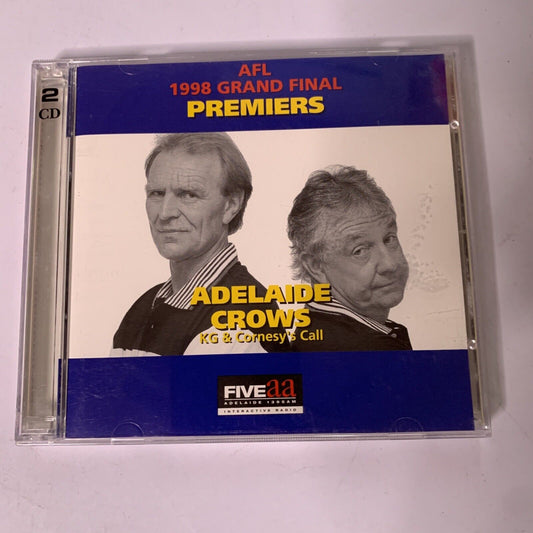 2
CD
AFL
1998 GRAND FINAL
PREMIERS
ADELAIDE
CROWS
KG & Cornesy's Call
FIVEaa
ADELAIDE 1395AM
INTERACTIVE RADIO